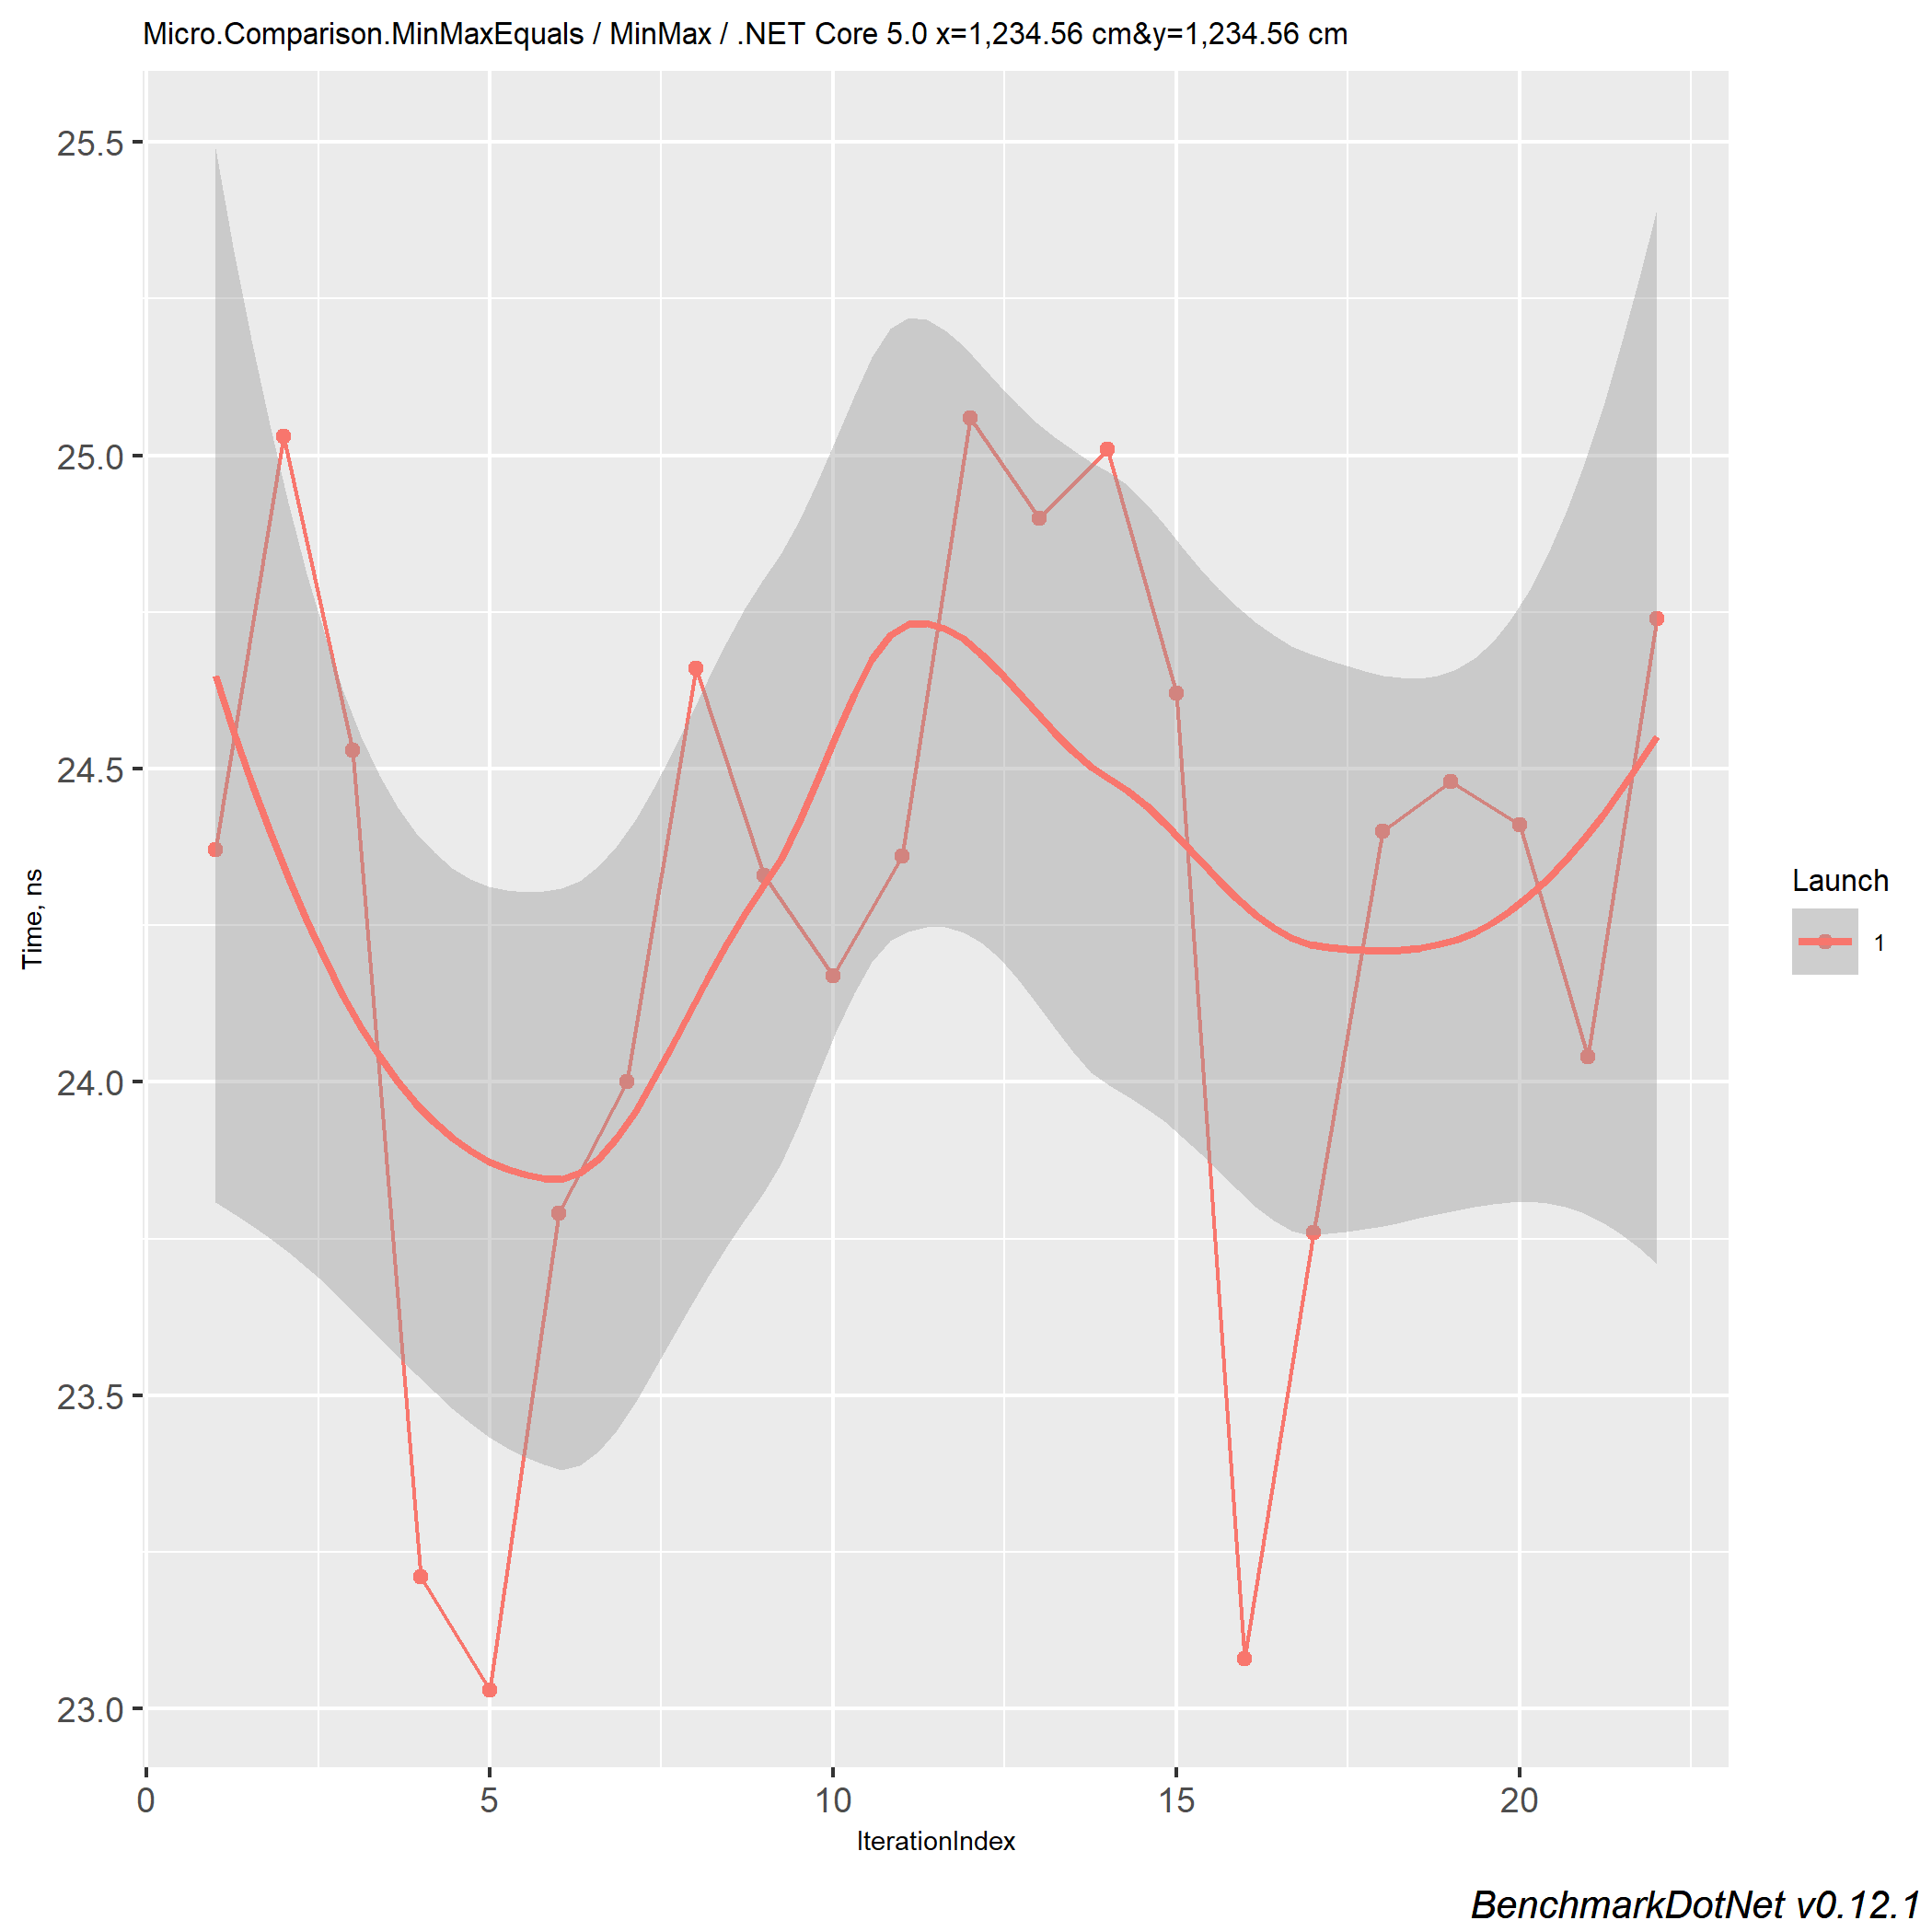 Micro.Comparison.MinMaxEquals / MinMax / .NET Core 5.0 x=1,234.56 cm&y=1,234.56 cm
25.5
25.0
24.5
24.0
23.5
23.0
Time, ns
0 5 10 15 20
IterationIndex
Launch
1
BenchmarkDotNet v0.12.1